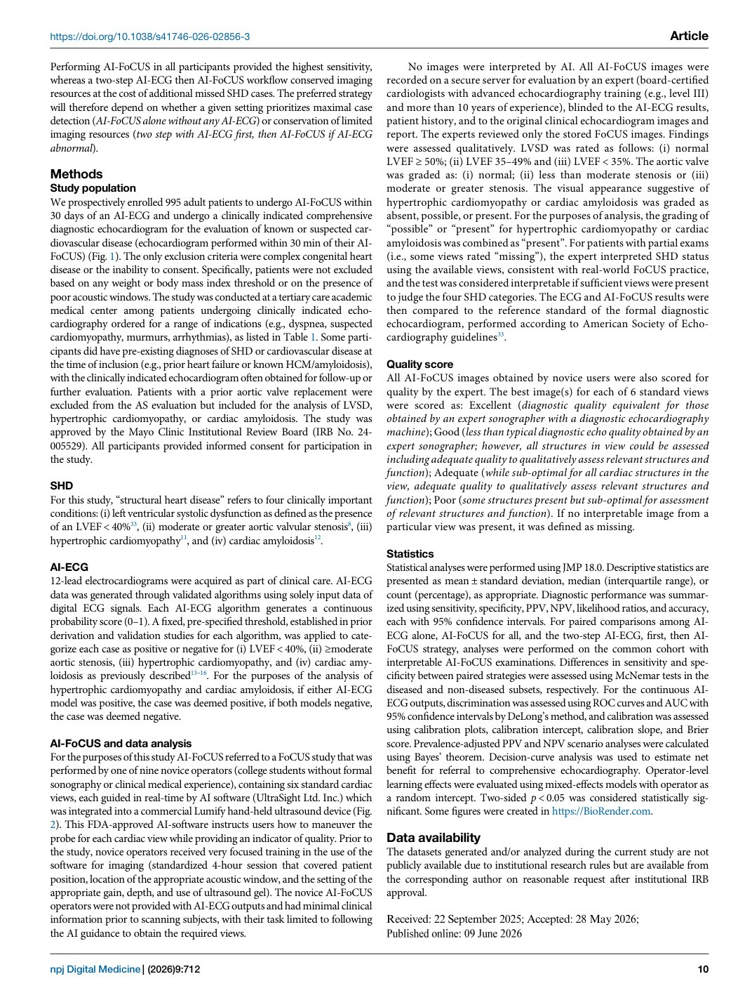 https://doi.org/10.1038/s41746-026-02856-3
Article
Performing AI-FoCUS in all participants provided the highest sensitivity,
whereas a two-step AI-ECG then AI-FoCUS workflow conserved imaging
resources at the cost of additional missed SHD cases. The preferred strategy
will therefore depend on whether a given setting prioritizes maximal case
detection (AI-FoCUS alone without any AI-ECG) or conservation of limited
imaging resources (two step with AI-ECG first, then AI-FoCUS if AI-ECG
abnormal).
Methods
Study population
We prospectively enrolled 995 adult patients to undergo AI-FoCUS within
30 days of an AI-ECG and undergo a clinically indicated comprehensive
diagnostic echocardiogram for the evaluation of known or suspected car-
diovascular disease (echocardiogram performed within 30 min of their AI-
FoCUS) (Fig. 1). The only exclusion criteria were complex congenital heart
disease or the inability to consent. Specifically, patients were not excluded
based on any weight or body mass index threshold or on the presence of
poor acoustic windows. The study was conducted at a tertiary care academic
medical center among patients undergoing clinically indicated echo-
cardiography ordered for a range of indications (e.g., dyspnea, suspected
cardiomyopathy, murmurs, arrhythmias), as listed in Table 1. Some parti-
cipants did have pre-existing diagnoses of SHD or cardiovascular disease at
the time of inclusion (e.g., prior heart failure or known HCM/amyloidosis),
with the clinically indicated echocardiogram often obtained for follow-up or
further evaluation. Patients with a prior aortic valve replacement were
excluded from the AS evaluation but included for the analysis of LVSD,
hypertrophic cardiomyopathy, or cardiac amyloidosis. The study was
approved by the Mayo Clinic Institutional Review Board (IRB No. 24-
005529). All participants provided informed consent for participation in
the study.
SHD
For this study, “structural heart disease” refers to four clinically important
conditions: (i) left ventricular systolic dysfunction as defined as the presence
of an LVEF < 40%33, (ii) moderate or greater aortic valvular stenosis8, (iii)
hypertrophic cardiomyopathy11, and (iv) cardiac amyloidosis12.
AI-ECG
12-lead electrocardiograms were acquired as part of clinical care. AI-ECG
data was generated through validated algorithms using solely input data of
digital ECG signals. Each AI-ECG algorithm generates a continuous
probability score (0–1). A fixed, pre-specified threshold, established in prior
derivation and validation studies for each algorithm, was applied to cate-
gorize each case as positive or negative for (i) LVEF < 40%, (ii) ≥moderate
aortic stenosis, (iii) hypertrophic cardiomyopathy, and (iv) cardiac amy-
loidosis as previously described13–16. For the purposes of the analysis of
hypertrophic cardiomyopathy and cardiac amyloidosis, if either AI-ECG
model was positive, the case was deemed positive, if both models negative,
the case was deemed negative.
AI-FoCUS and data analysis
For the purposes of this study AI-FoCUS referred to a FoCUS study that was
performed by one of nine novice operators (college students without formal
sonography or clinical medical experience), containing six standard cardiac
views, each guided in real-time by AI software (UltraSight Ltd. Inc.) which
was integrated into a commercial Lumify hand-held ultrasound device (Fig.
2). This FDA-approved AI-software instructs users how to maneuver the
probe for each cardiac view while providing an indicator of quality. Prior to
the study, novice operators received very focused training in the use of the
software for imaging (standardized 4-hour session that covered patient
position, location of the appropriate acoustic window, and the setting of the
appropriate gain, depth, and use of ultrasound gel). The novice AI-FoCUS
operators were not provided with AI-ECG outputs and had minimal clinical
information prior to scanning subjects, with their task limited to following
the AI guidance to obtain the required views.
No images were interpreted by AI. All AI-FoCUS images were
recorded on a secure server for evaluation by an expert (board-certified
cardiologists with advanced echocardiography training (e.g., level III)
and more than 10 years of experience), blinded to the AI-ECG results,
patient history, and to the original clinical echocardiogram images and
report. The experts reviewed only the stored FoCUS images. Findings
were assessed qualitatively. LVSD was rated as follows: (i) normal
LVEF ≥ 50%; (ii) LVEF 35–49% and (iii) LVEF < 35%. The aortic valve
was graded as: (i) normal; (ii) less than moderate stenosis or (iii)
moderate or greater stenosis. The visual appearance suggestive of
hypertrophic cardiomyopathy or cardiac amyloidosis was graded as
absent, possible, or present. For the purposes of analysis, the grading of
“possible” or “present” for hypertrophic cardiomyopathy or cardiac
amyloidosis was combined as “present”. For patients with partial exams
(i.e., some views rated “missing”), the expert interpreted SHD status
using the available views, consistent with real-world FoCUS practice,
and the test was considered interpretable if sufficient views were present
to judge the four SHD categories. The ECG and AI-FoCUS results were
then compared to the reference standard of the formal diagnostic
echocardiogram, performed according to American Society of Echo-
cardiography guidelines33.
Quality score
All AI-FoCUS images obtained by novice users were also scored for
quality by the expert. The best image(s) for each of 6 standard views
were scored as: Excellent (diagnostic quality equivalent for those
obtained by an expert sonographer with a diagnostic echocardiography
machine); Good (less than typical diagnostic echo quality obtained by an
expert sonographer; however, all structures in view could be assessed
including adequate quality to qualitatively assess relevant structures and
function); Adequate (while sub-optimal for all cardiac structures in the
view, adequate quality to qualitatively assess relevant structures and
function); Poor (some structures present but sub-optimal for assessment
of relevant structures and function). If no interpretable image from a
particular view was present, it was defined as missing.
Statistics
Statistical analyses were performed using JMP 18.0. Descriptive statistics are
presented as mean ± standard deviation, median (interquartile range), or
count (percentage), as appropriate. Diagnostic performance was summar-
ized using sensitivity, specificity, PPV, NPV, likelihood ratios, and accuracy,
each with 95% confidence intervals. For paired comparisons among AI-
ECG alone, AI-FoCUS for all, and the two-step AI-ECG, first, then AI-
FoCUS strategy, analyses were performed on the common cohort with
interpretable AI-FoCUS examinations. Differences in sensitivity and spe-
cificity between paired strategies were assessed using McNemar tests in the
diseased and non-diseased subsets, respectively. For the continuous AI-
ECG outputs, discrimination was assessed using ROC curves and AUC with
95% confidence intervals by DeLong’s method, and calibration was assessed
using calibration plots, calibration intercept, calibration slope, and Brier
score. Prevalence-adjusted PPV and NPV scenario analyses were calculated
using Bayes’ theorem. Decision-curve analysis was used to estimate net
benefit for referral to comprehensive echocardiography. Operator-level
learning effects were evaluated using mixed-effects models with operator as
a random intercept. Two-sided p < 0.05 was considered statistically sig-
nificant. Some figures were created in https://BioRender.com.
Data availability
The datasets generated and/or analyzed during the current study are not
publicly available due to institutional research rules but are available from
the corresponding author on reasonable request after institutional IRB
approval.
Received: 22 September 2025; Accepted: 28 May 2026;
Published online: 09 June 2026
npj Digital Medicine | (2026)9:712
10